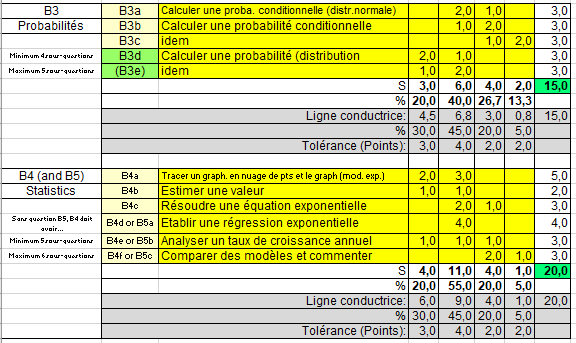 B3 B3a Calculer une proba. conditionnelle (distr.normale) 2,0 1,0 3,0
Probabilités B3b Calculer une probabilité conditionnelle 1,0 2,0 3,0
B3c idem 1,0 2,0 3,0
Minimum 4 sous-questions B3d Calculer une probabilité (distribution 2,0 1,0 3,0
Maximum 5 sous-questions (B3e) idem 1,0 2,0 3,0
S 3,0 6,0 4,0 2,0 15,0
% 20,0 40,0 26,7 13,3
Ligne conductrice: 4,5 6,8 3,0 0,8 15,0
% 30,0 45,0 20,0 5,0
Tolérance (Points): 3,0 4,0 2,0 2,0
B4 (and B5) B4a Tracer un graph. en nuage de pts et le graph (mod. exp.) 2,0 3,0 5,0
Statistics B4b Estimer une valeur 1,0 1,0 2,0
B4c Résoudre une équation exponentielle 2,0 1,0 3,0
Sans question B5, B4 doit avoir... B4d or B5a Etablir une régression exponentielle 4,0 4,0
Minimum 5 sous-questions B4e or B5b Analyser un taux de croissance annuel 1,0 1,0 1,0 3,0
Maximum 6 sous-questions B4f or B5c Comparer des modèles et commenter 2,0 1,0 3,0
S 4,0 11,0 4,0 1,0 20,0
% 20,0 55,0 20,0 5,0
Ligne conductrice: 6,0 9,0 4,0 1,0 20,0
% 30,0 45,0 20,0 5,0
Tolérance (Points): 3,0 4,0 2,0 2,0